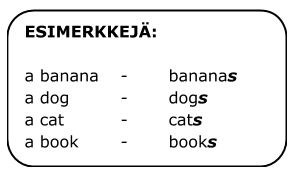 ESIMERKKEJÄ:
a banana - bananas
a dog - dogs
a cat - cats
a book - books